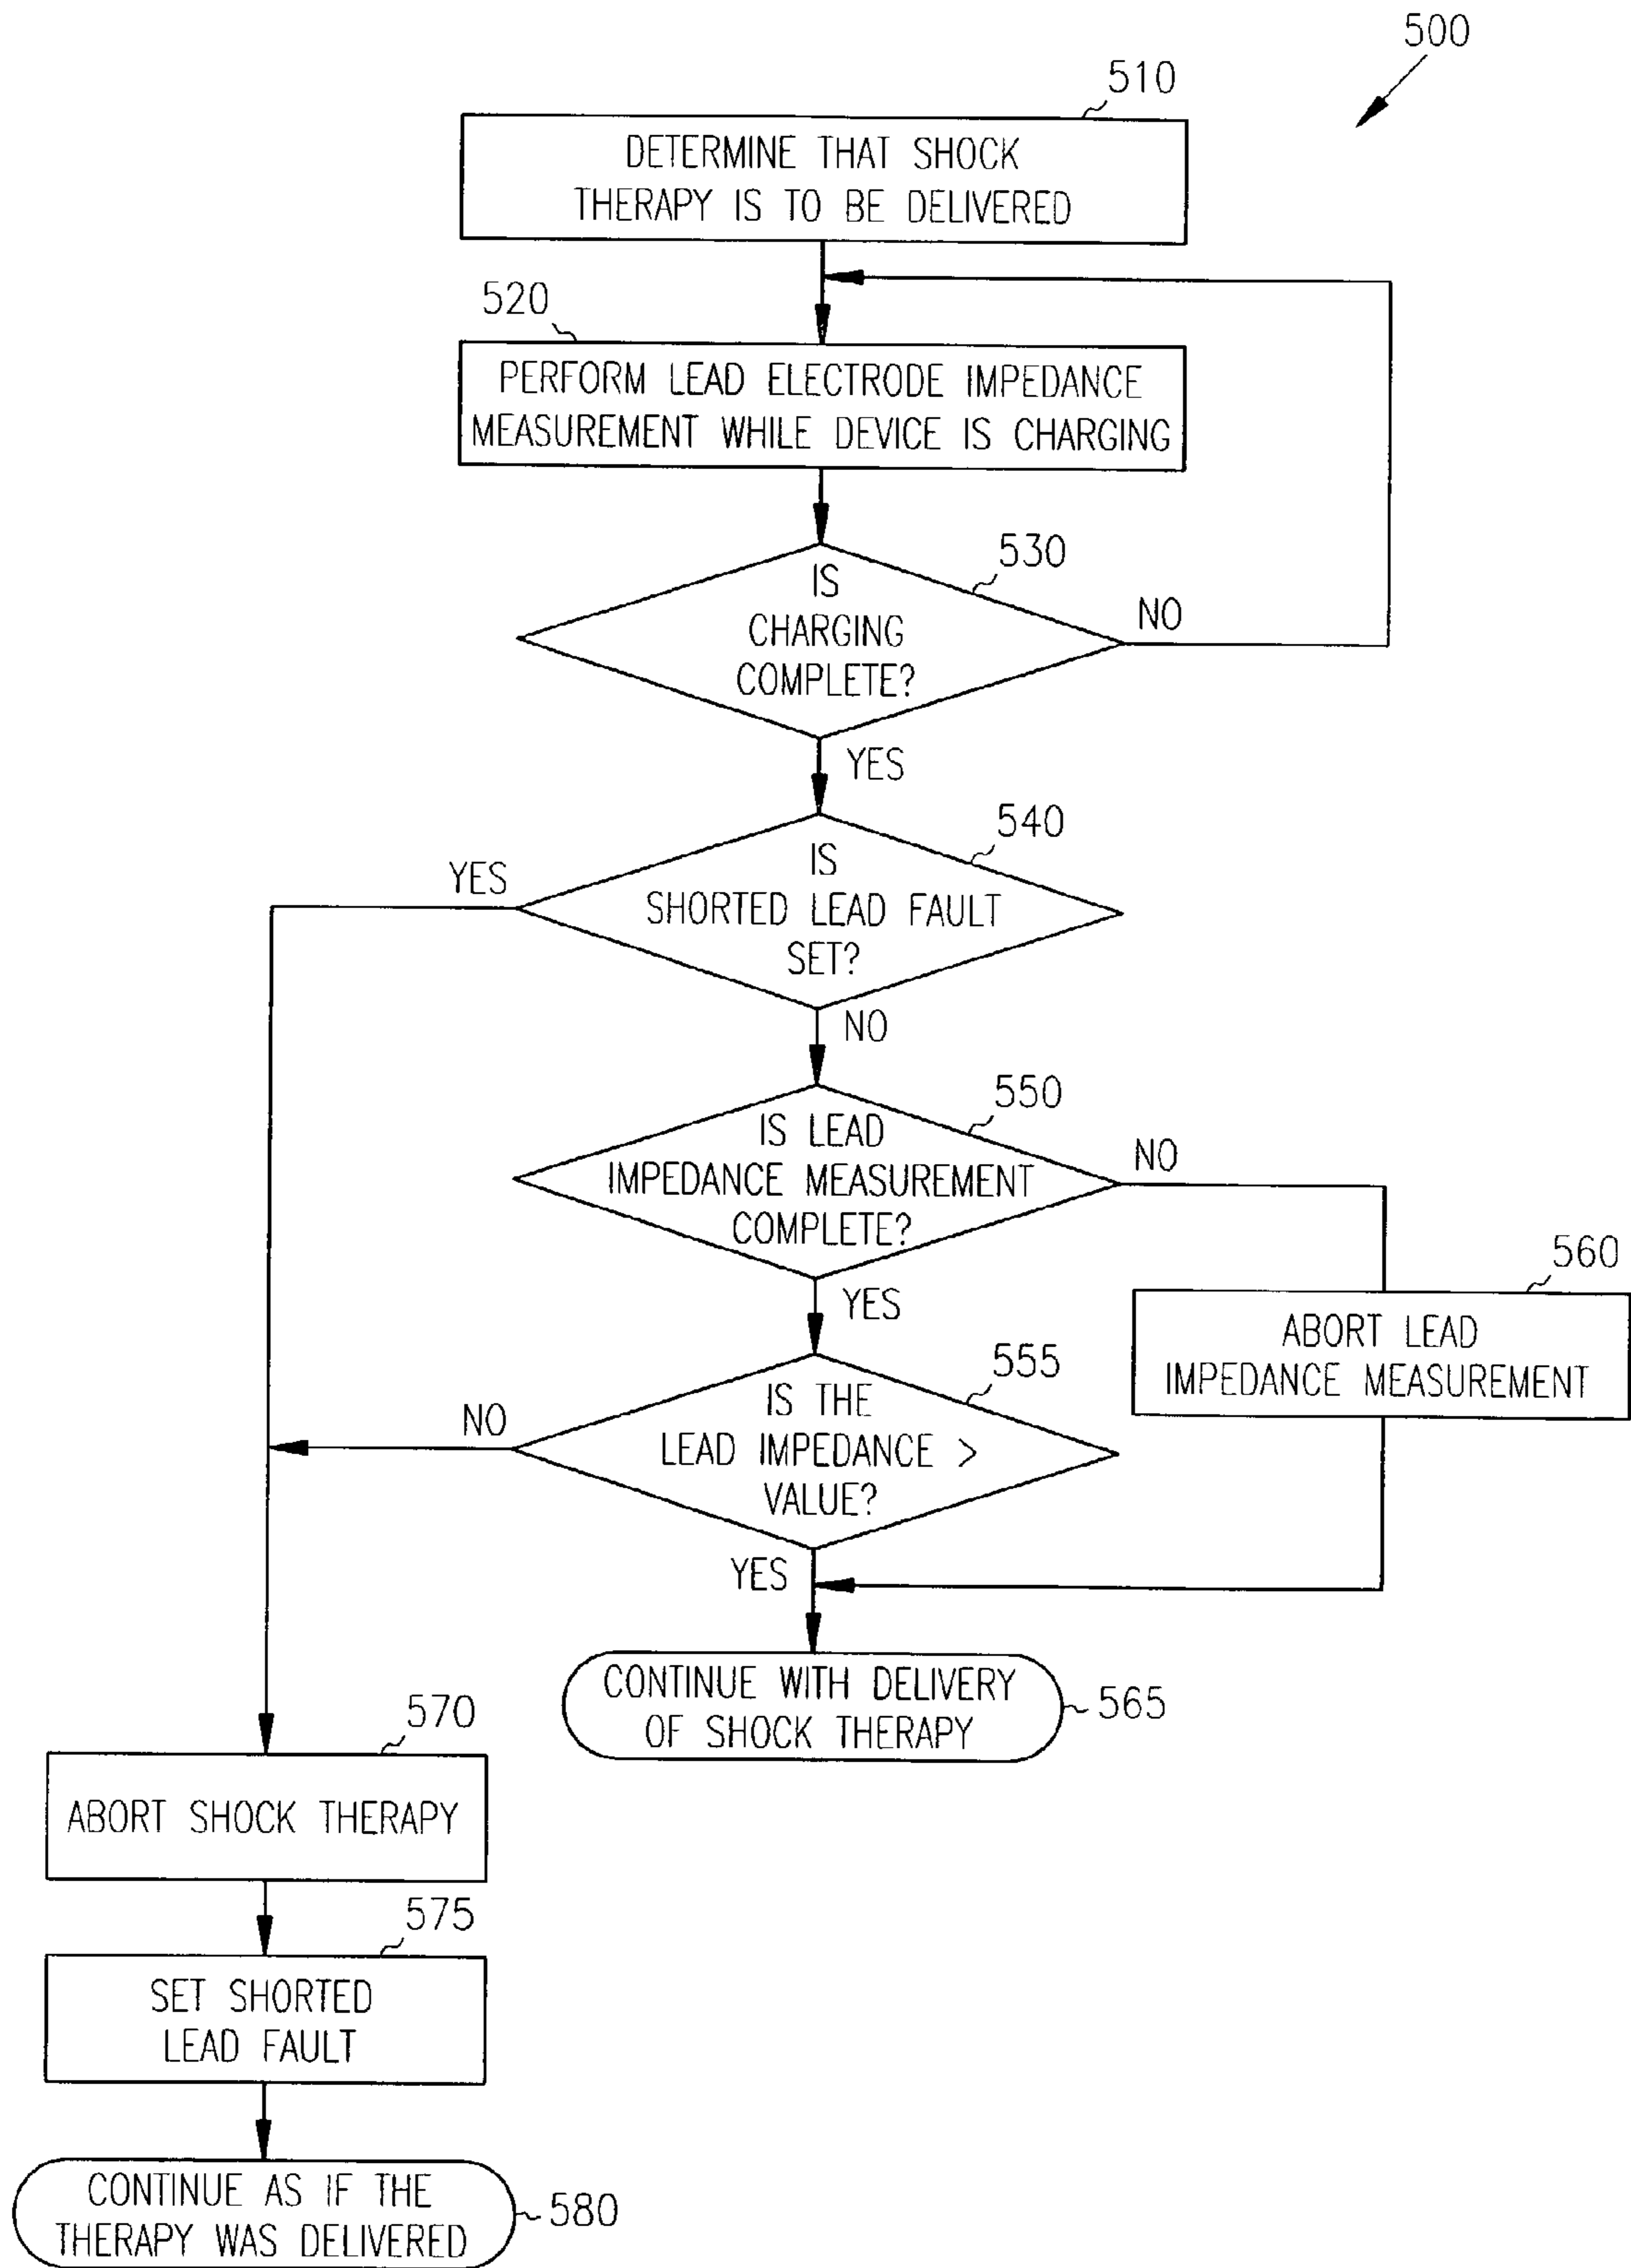 500
510
DETERMINE THAT SHOCK
THERAPY IS TO BE DELIVERED
520
PERFORM LEAD ELECTRODE IMPEDANCE
MEASUREMENT WHILE DEVICE IS CHARGING
530
IS
CHARGING
COMPLETE?
NO
YES
540
IS
SHORTED LEAD FAULT
SET?
YES
NO
550
IS LEAD
IMPEDANCE MEASUREMENT
COMPLETE?
NO
YES
560
ABORT LEAD
IMPEDANCE MEASUREMENT
555
IS THE
LEAD IMPEDANCE >
VALUE?
NO
YES
CONTINUE WITH DELIVERY
OF SHOCK THERAPY
565
570
ABORT SHOCK THERAPY
575
SET SHORTED
LEAD FAULT
CONTINUE AS IF THE
THERAPY WAS DELIVERED
580